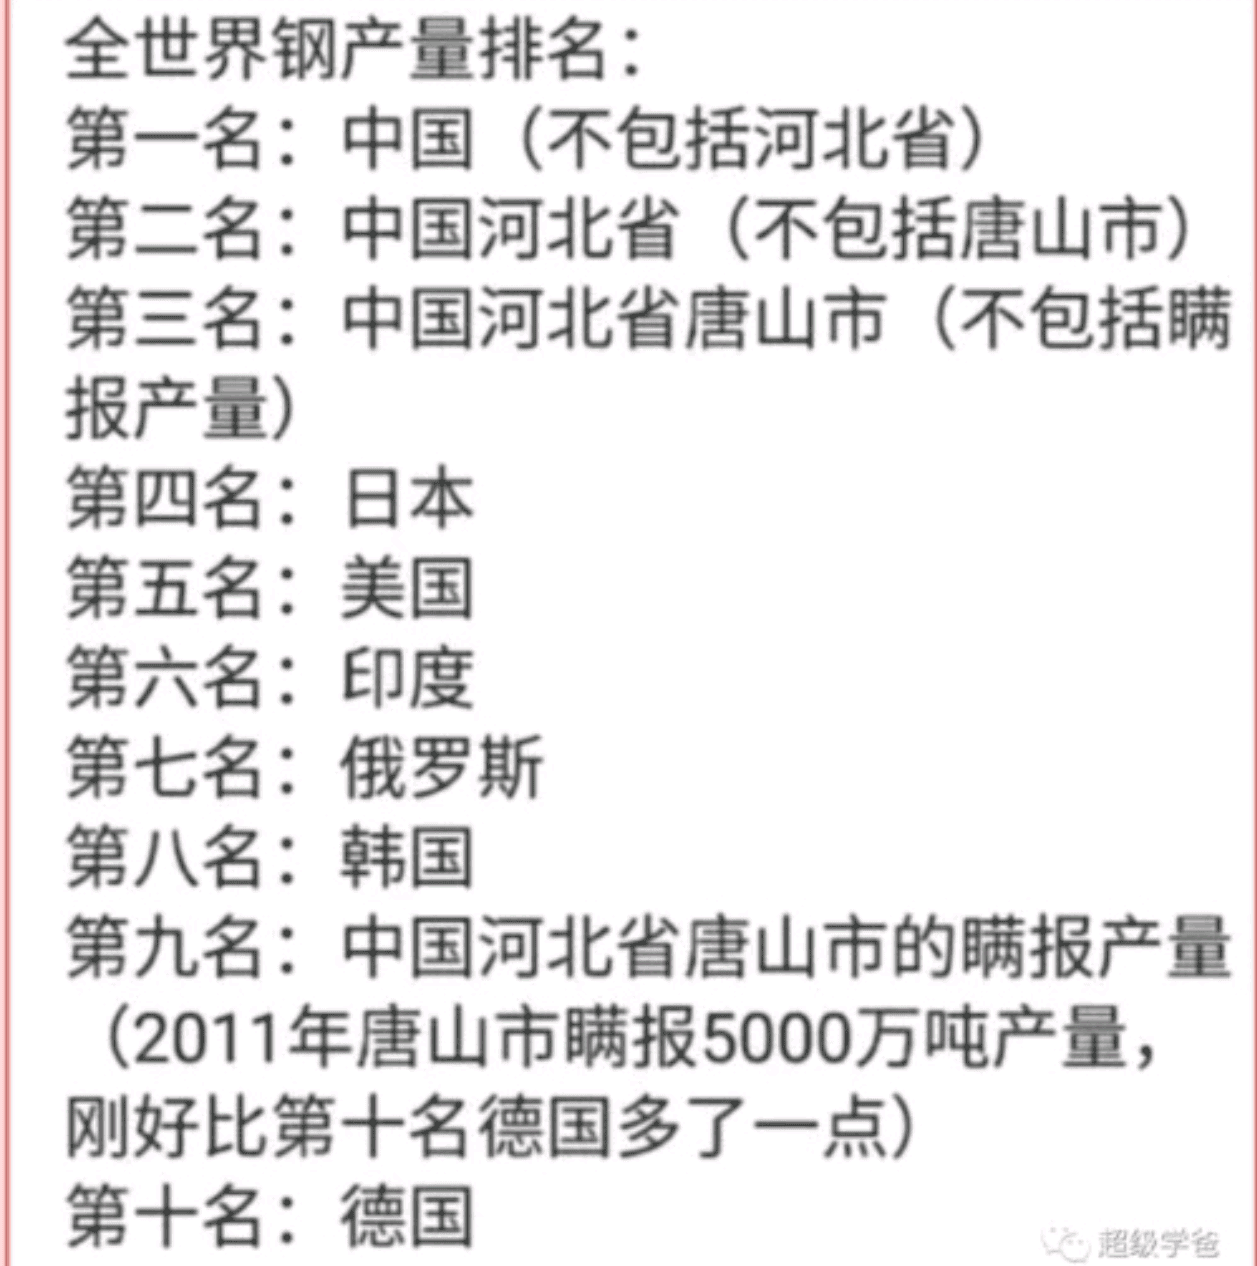 全世界钢产量排名：
第一名：中国（不包括河北省）
第二名：中国河北省（不包括唐山市）
第三名：中国河北省唐山市（不包括瞒
报产量）
第四名：日本
第五名：美国
第六名：印度
第七名：俄罗斯
第八名：韩国
第九名：中国河北省唐山市的瞒报产量
（2011年唐山市瞒报5000万吨产量，
刚好比第十名德国多了一点）
第十名：德国
超级学爸